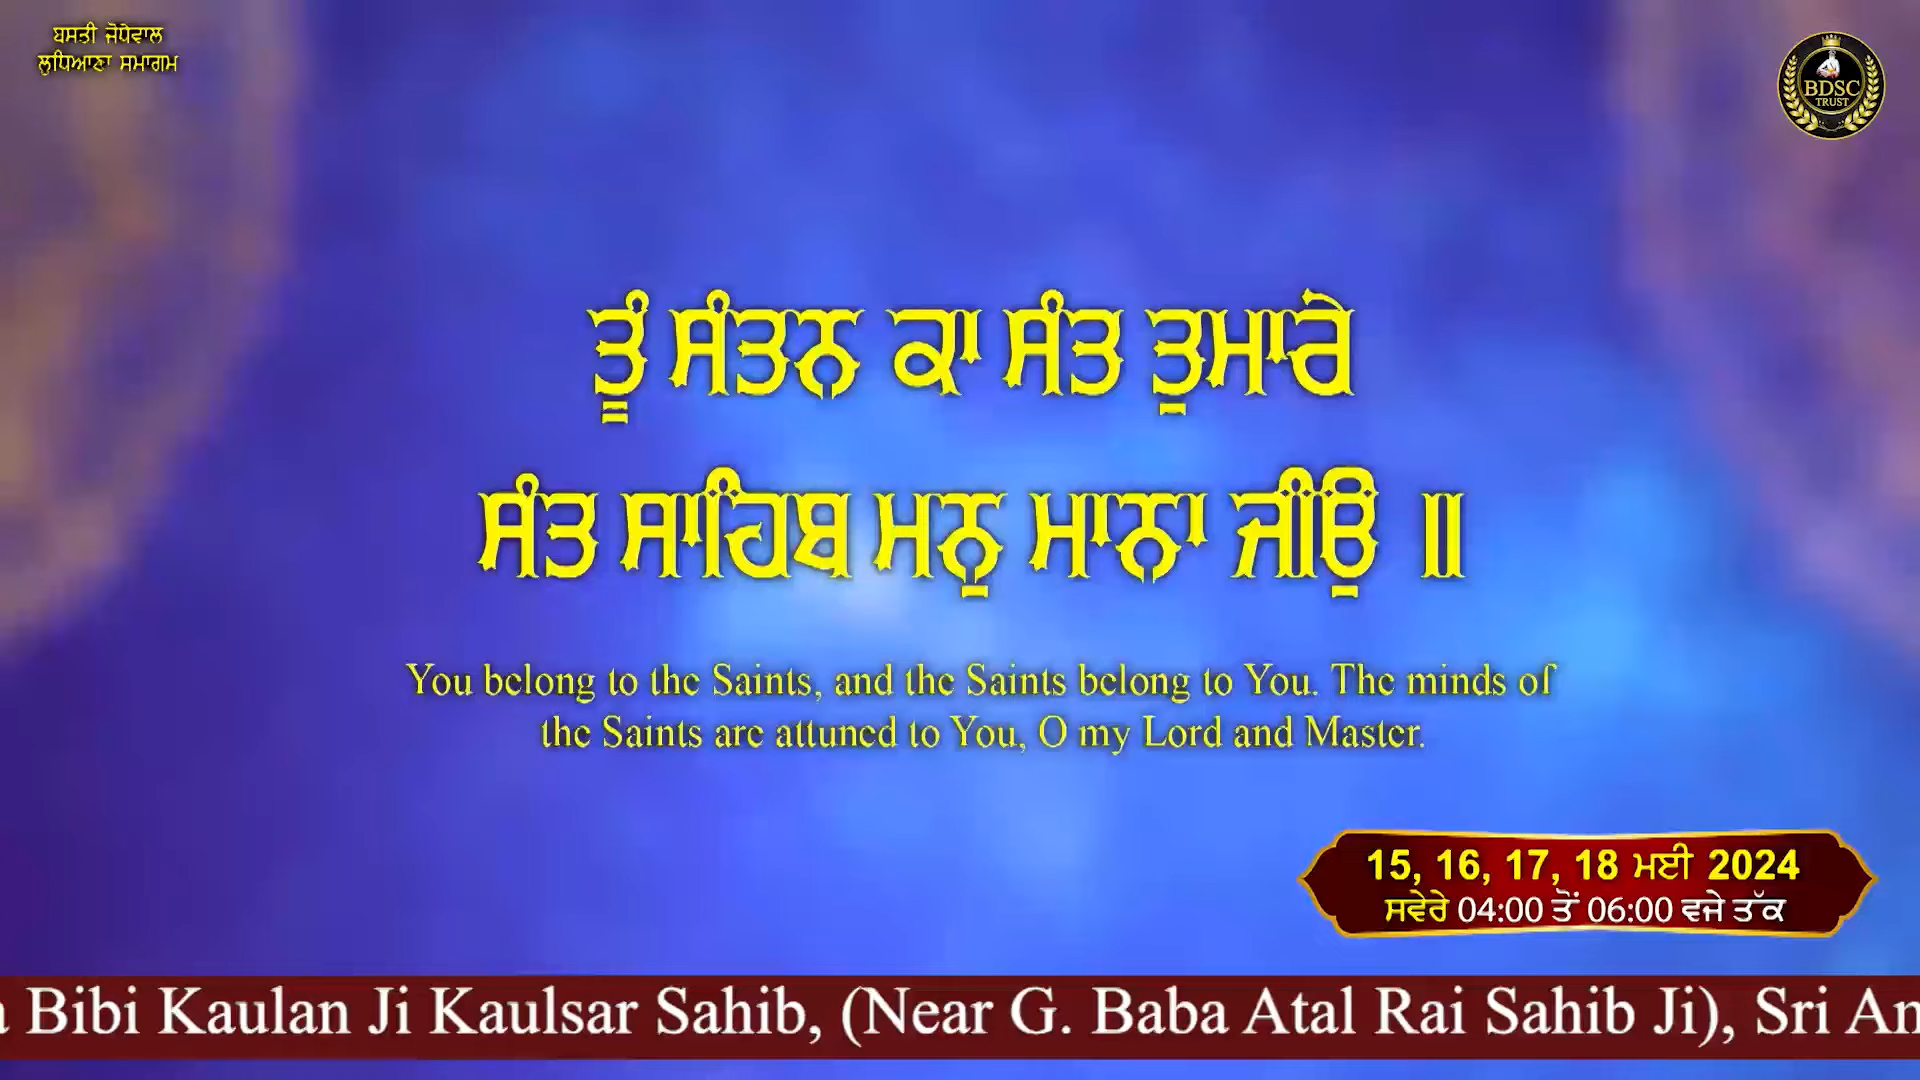 ਬਸਤੀ ਜੋਧੇਵਾਲ
ਲੁਧਿਆਣਾ ਸਮਾਗਮ
BDSC
TRUST
ਤੂੰ ਸੰਤਨ ਕਾ ਸੰਤ ਤੁਮਾਰੇ
ਸੰਤ ਸਾਹਿਬ ਮਨੁ ਮਾਨਾ ਜੀਂਉ ॥
You belong to the Saints, and the Saints belong to You. The minds of
the Saints are attuned to You, O my Lord and Master.
15, 16, 17, 18 ਮਈ 2024
ਸਵੇਰੇ 04:00 ਤੋਂ 06:00 ਵਜੇ ਤੱਕ
Bibi Kaulan Ji Kaulsar Sahib, (Near G. Baba Atal Rai Sahib Ji), Sri